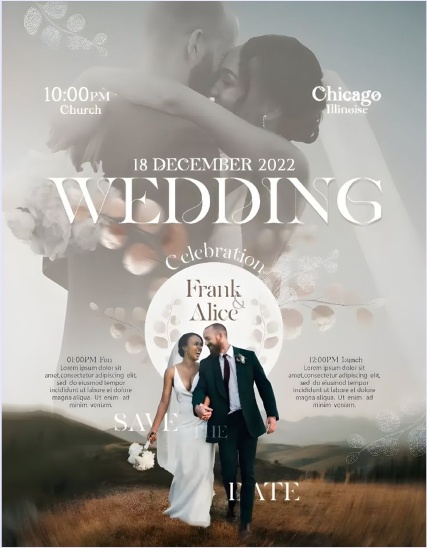 10:00PM
Church
Chicago
Illinoise
18 DECEMBER 2022
WEDDING
Celebration
Frank
&
Alice
01:00PM Fun
Lorem ipsum dolor sit
amet,consectetur adipiscing elit,
sed do eiusmod tempor
incididunt ut labore et dolore
magna aliqua. Ut enim ad
minim veniam.
12:00PM Lunch
Lorem ipsum dolor sit
amet,consectetur adipiscing elit,
sed do eiusmod tempor
incididunt ut labore et dolore
magna aliqua. Ut enim ad
minim veniam.
SAVE THE
DATE